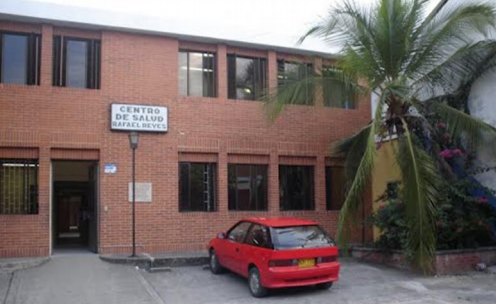 CENTRO
DE SALUD
RAFAEL REYES